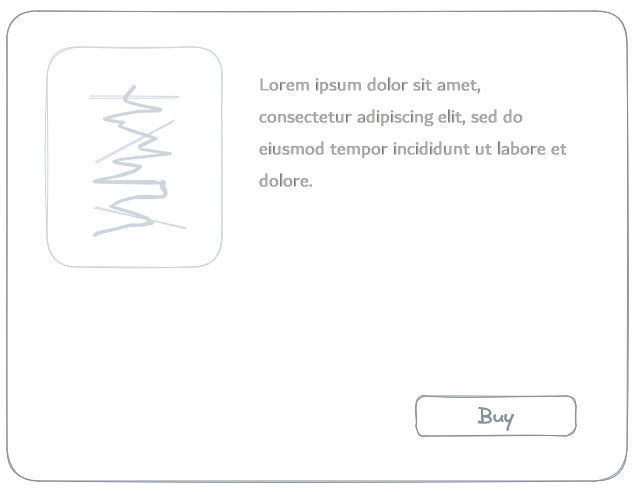 Lorem ipsum dolor sit amet,
consectetur adipiscing elit, sed do
eiusmod tempor incididunt ut labore et
dolore.
Buy